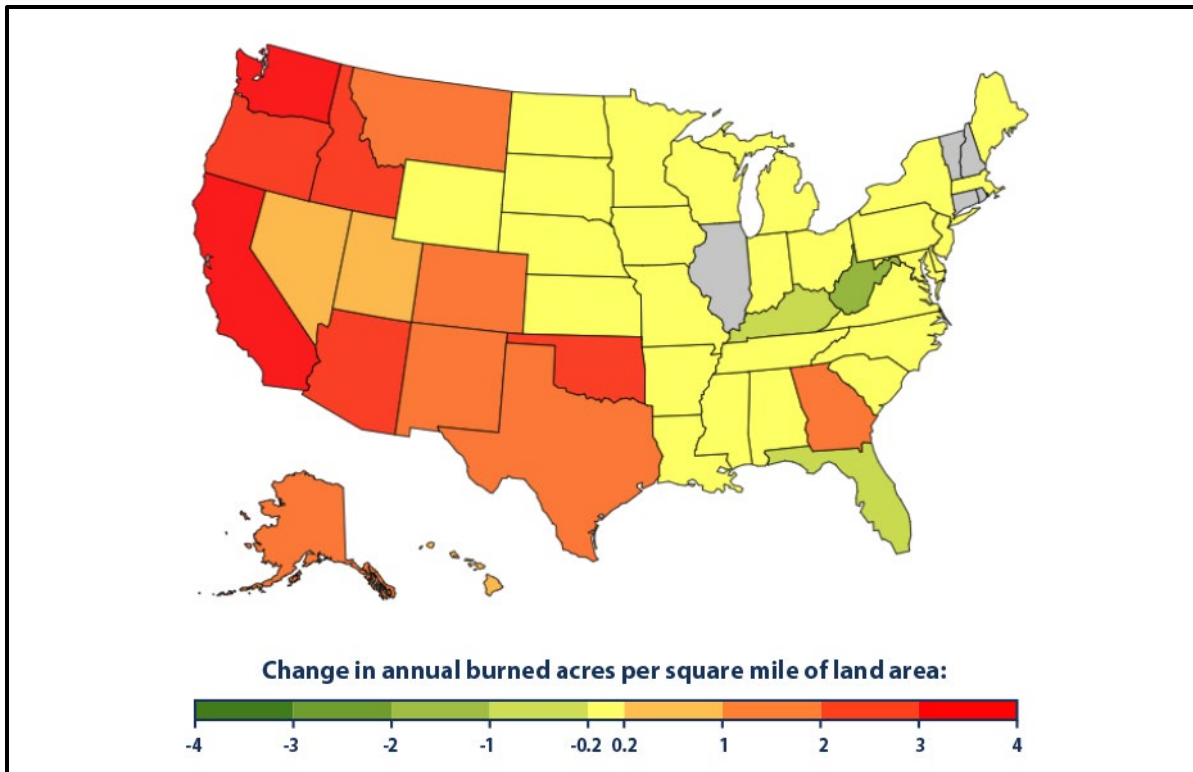 Change in annual burned acres per square mile of land area:
-4 -3 -2 -1 -0.2 0.2 1 2 3 4